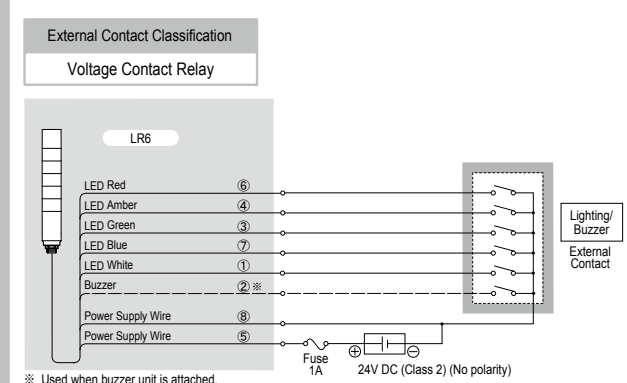 External Contact Classification
Voltage Contact Relay
LR6
LED Red ⑥
LED Amber ④
LED Green ③
LED Blue ⑦
LED White ①
Buzzer ② ※
Power Supply Wire ⑧
Power Supply Wire ⑤
Lighting/
Buzzer
External
Contact
Fuse
1A
⊕ ⊖
24V DC (Class 2) (No polarity)
※ Used when buzzer unit is attached.